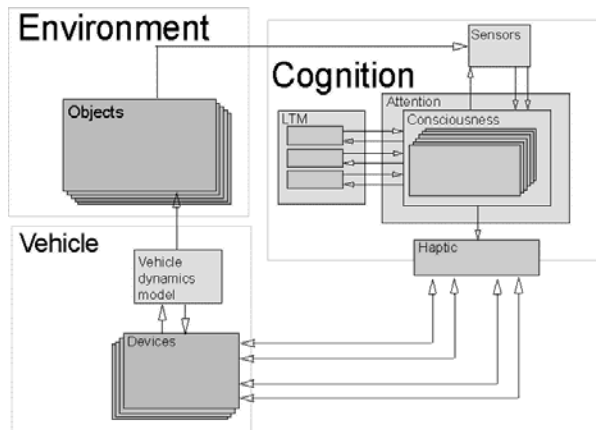 Environment
Sensors
Cognition
Attention
Objects
LTM
Consciousness
Vehicle
Haptic
Vehicle
dynamics
model
Devices